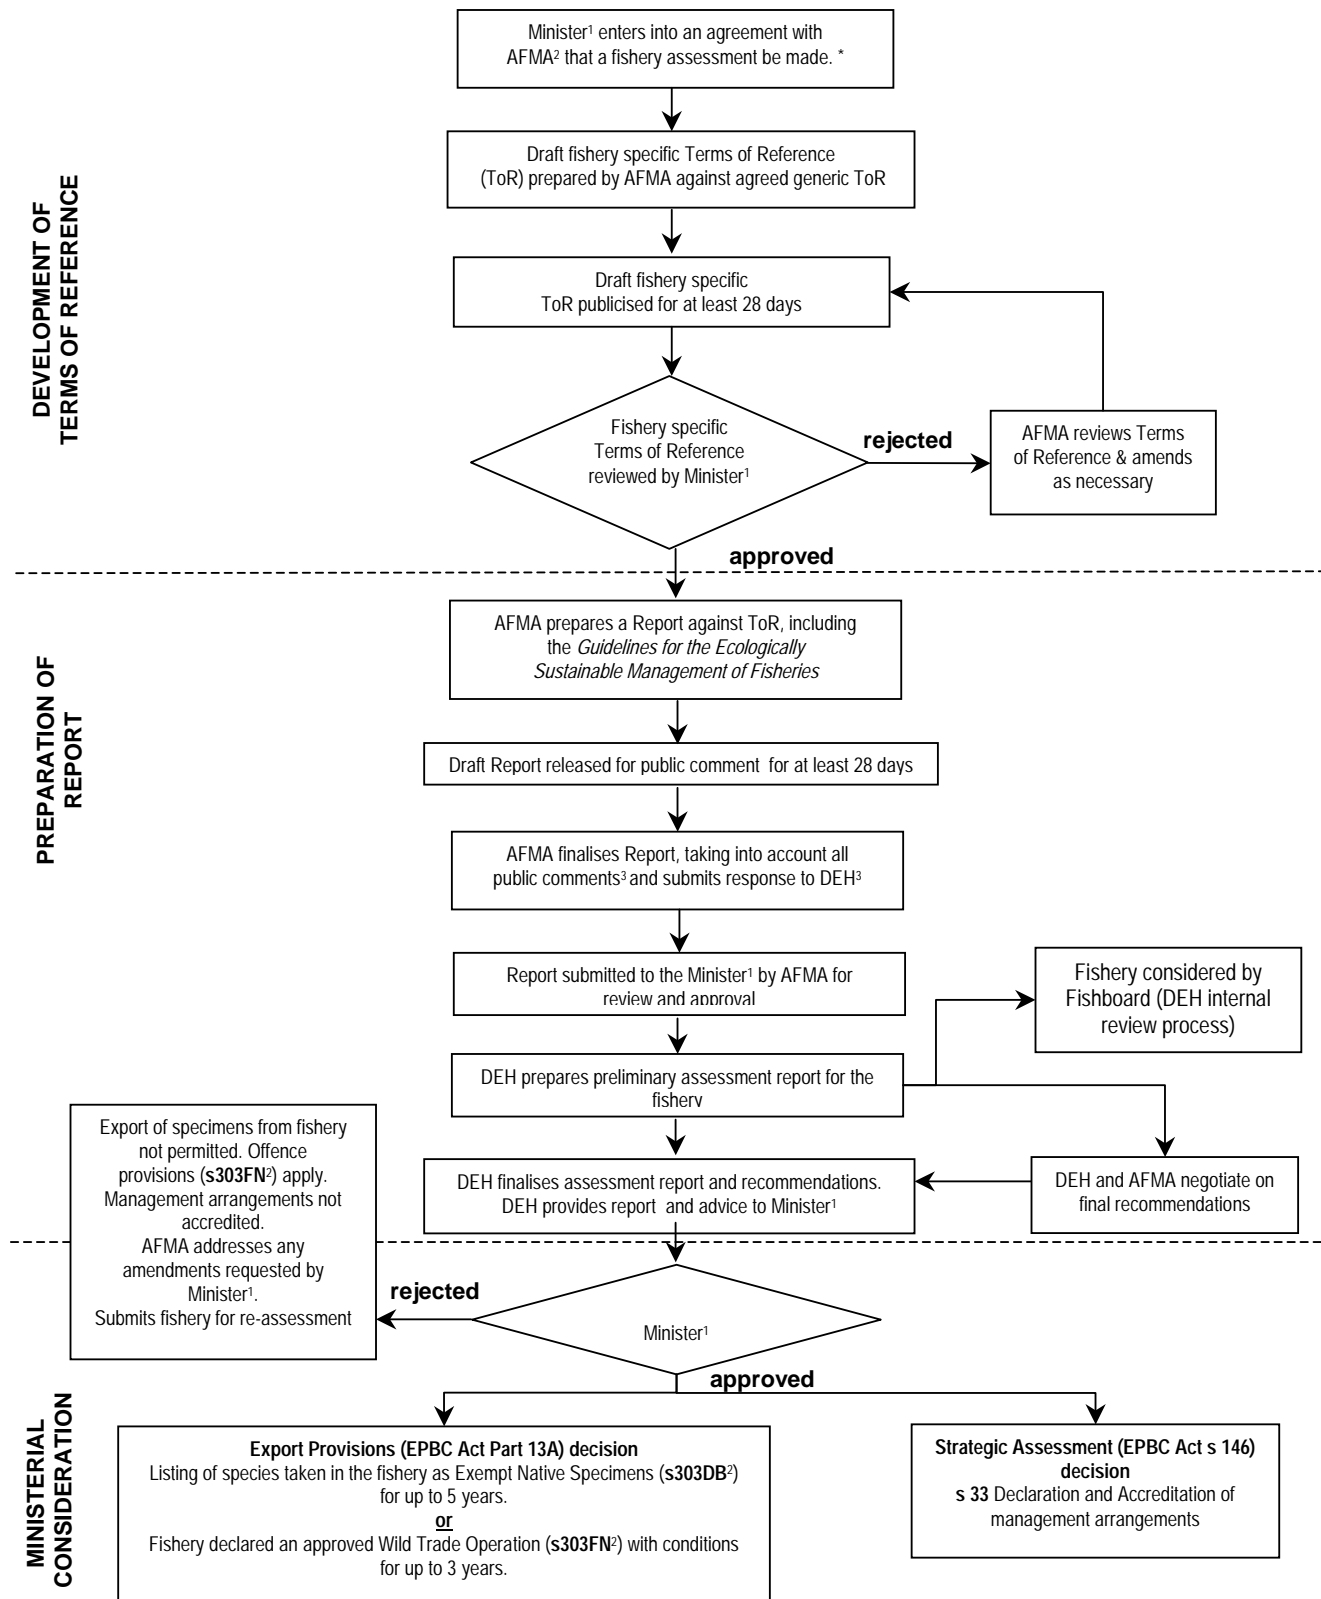 Minister¹ enters into an agreement with
AFMA² that a fishery assessment be made. *
Draft fishery specific Terms of Reference
(ToR) prepared by AFMA against agreed generic ToR
DEVELOPMENT OF
TERMS OF REFERENCE
Draft fishery specific
ToR publicised for at least 28 days
Fishery specific
Terms of Reference
reviewed by Minister¹
rejected
AFMA reviews Terms
of Reference & amends
as necessary
approved
PREPARATION OF
REPORT
AFMA prepares a Report against ToR, including
the Guidelines for the Ecologically
Sustainable Management of Fisheries
Draft Report released for public comment for at least 28 days
AFMA finalises Report, taking into account all
public comments³ and submits response to DEH³
Report submitted to the Minister¹ by AFMA for
review and approval
Fishery considered by
Fishboard (DEH internal
review process)
DEH prepares preliminary assessment report for the
fishery
DEH and AFMA negotiate on
final recommendations
DEH finalises assessment report and recommendations.
DEH provides report and advice to Minister¹
Export of specimens from fishery
not permitted. Offence
provisions (s303FN²) apply.
Management arrangements not
accredited.
AFMA addresses any
amendments requested by
Minister¹.
Submits fishery for re-assessment
rejected
Minister¹
approved
MINISTERIAL
CONSIDERATION
Export Provisions (EPBC Act Part 13A) decision
Listing of species taken in the fishery as Exempt Native Specimens (s303DB²)
for up to 5 years.
or
Fishery declared an approved Wild Trade Operation (s303FN²) with conditions
for up to 3 years.
Strategic Assessment (EPBC Act s 146)
decision
s 33 Declaration and Accreditation of
management arrangements